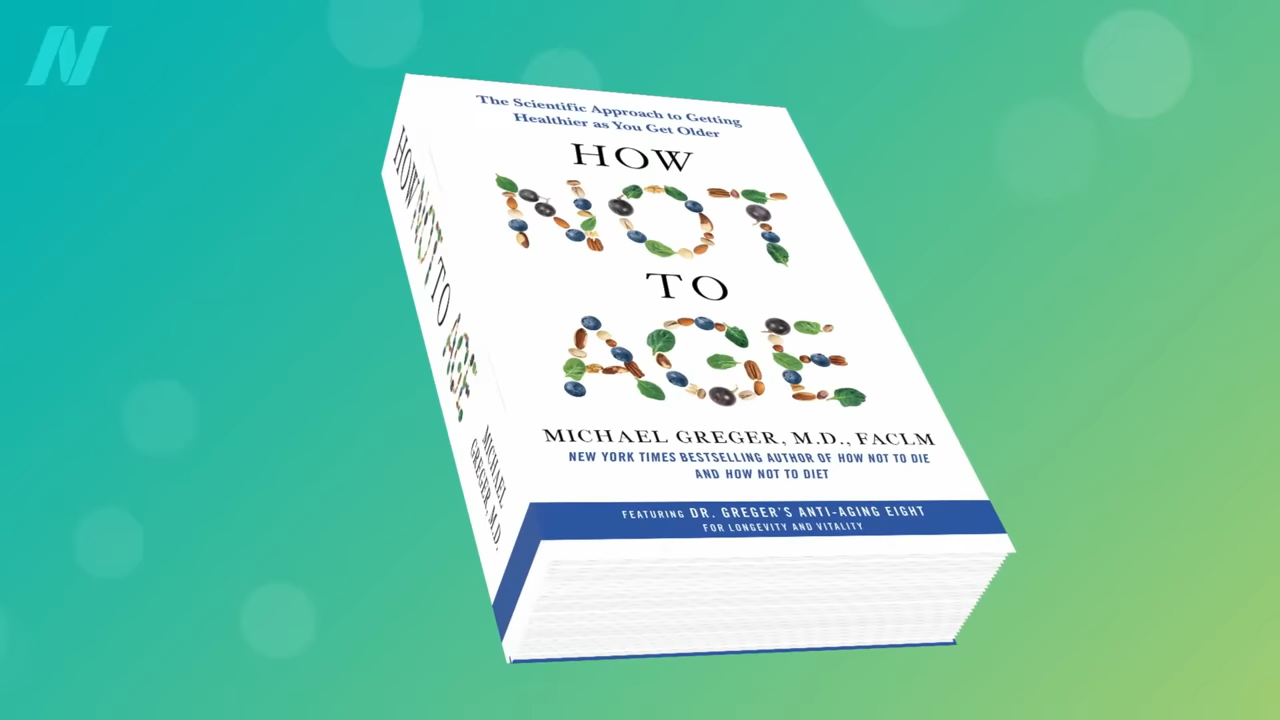 The Scientific Approach to Getting
Healthier as You Get Older
HOW
NOT
TO
AGE
MICHAEL GREGER, M.D., FACLM
NEW YORK TIMES BESTSELLING AUTHOR OF HOW NOT TO DIE
AND HOW NOT TO DIET
FEATURING DR. GREGER'S ANTI-AGING EIGHT
FOR LONGEVITY AND VITALITY
HOW NOT TO AGE
MICHAEL
GREGER, M.D.